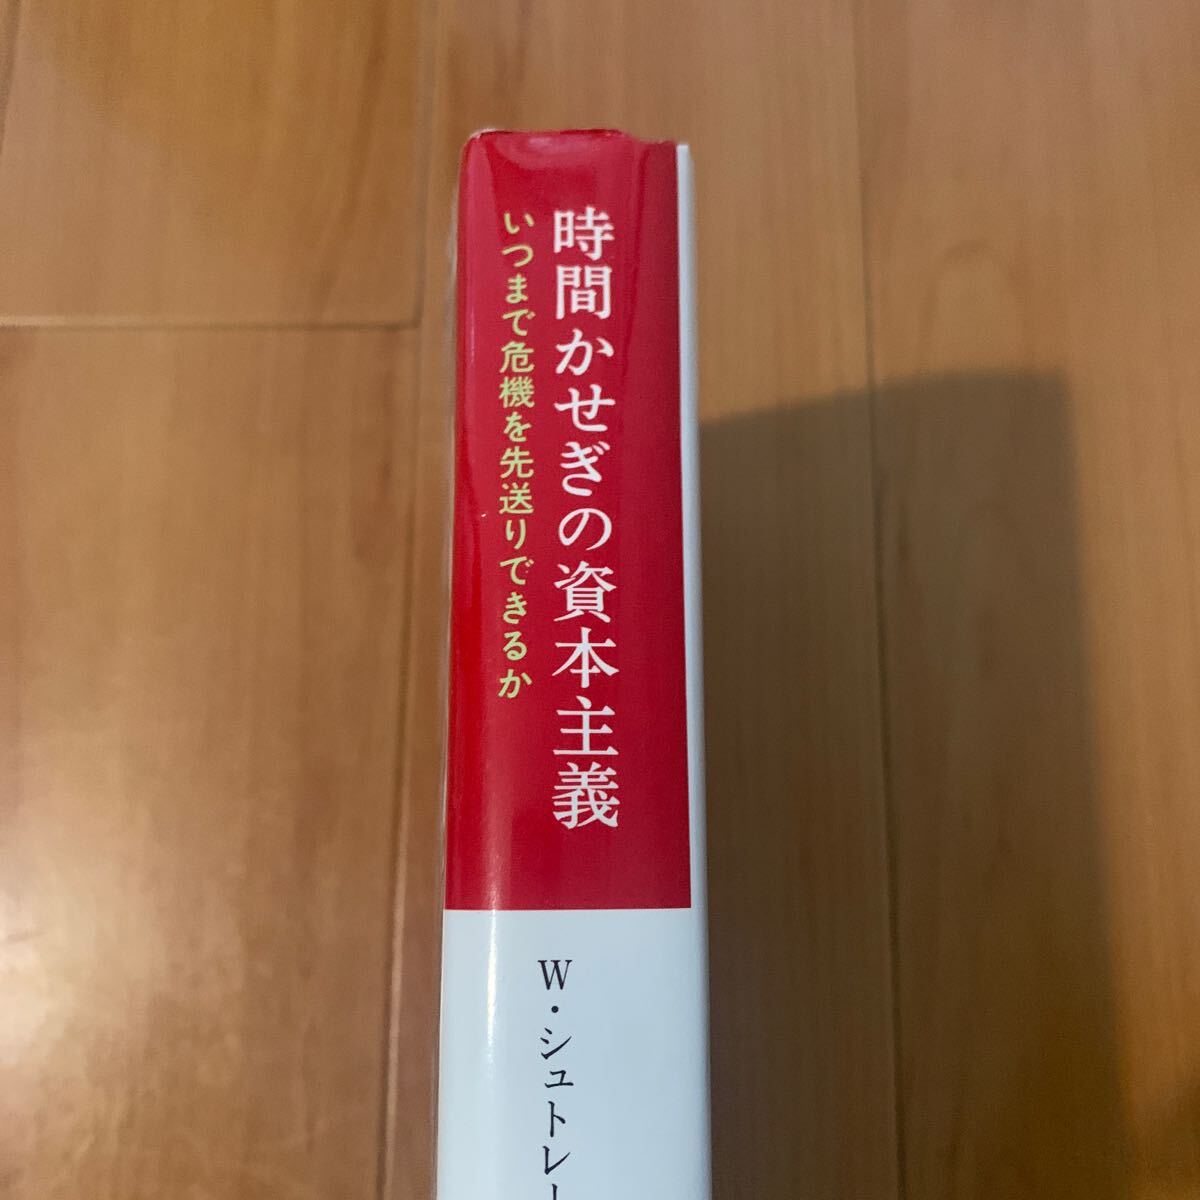 時間かせぎの資本主義
いつまで危機を先送りできるか
W・シュトレー